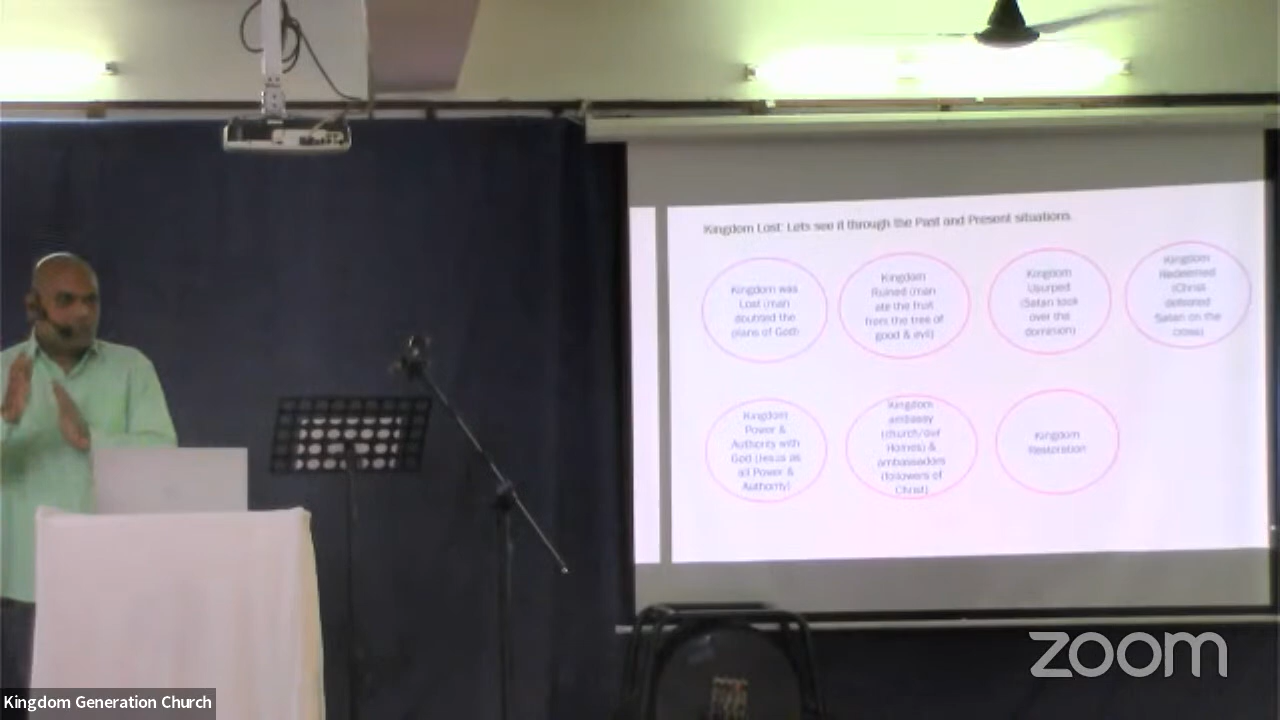 Kingdom Lost: Lets see it through the Past and Present situations
Kingdom was
Lost (man
doubted the
plans of God)
Kingdom
Ruined (man
ate the fruit
from the tree of
good & evil)
Kingdom
Usurped
(Satan took
over the
dominion)
Kingdom
Redeemed
(Christ
defeated
Satan on the
cross)
Kingdom
Power &
Authority with
God (Jesus as
all Power &
Authority)
Kingdom
embassy
(church/our
Homes) &
ambassadors
(followers of
Christ)
Kingdom
Restoration
zoom
Kingdom Generation Church